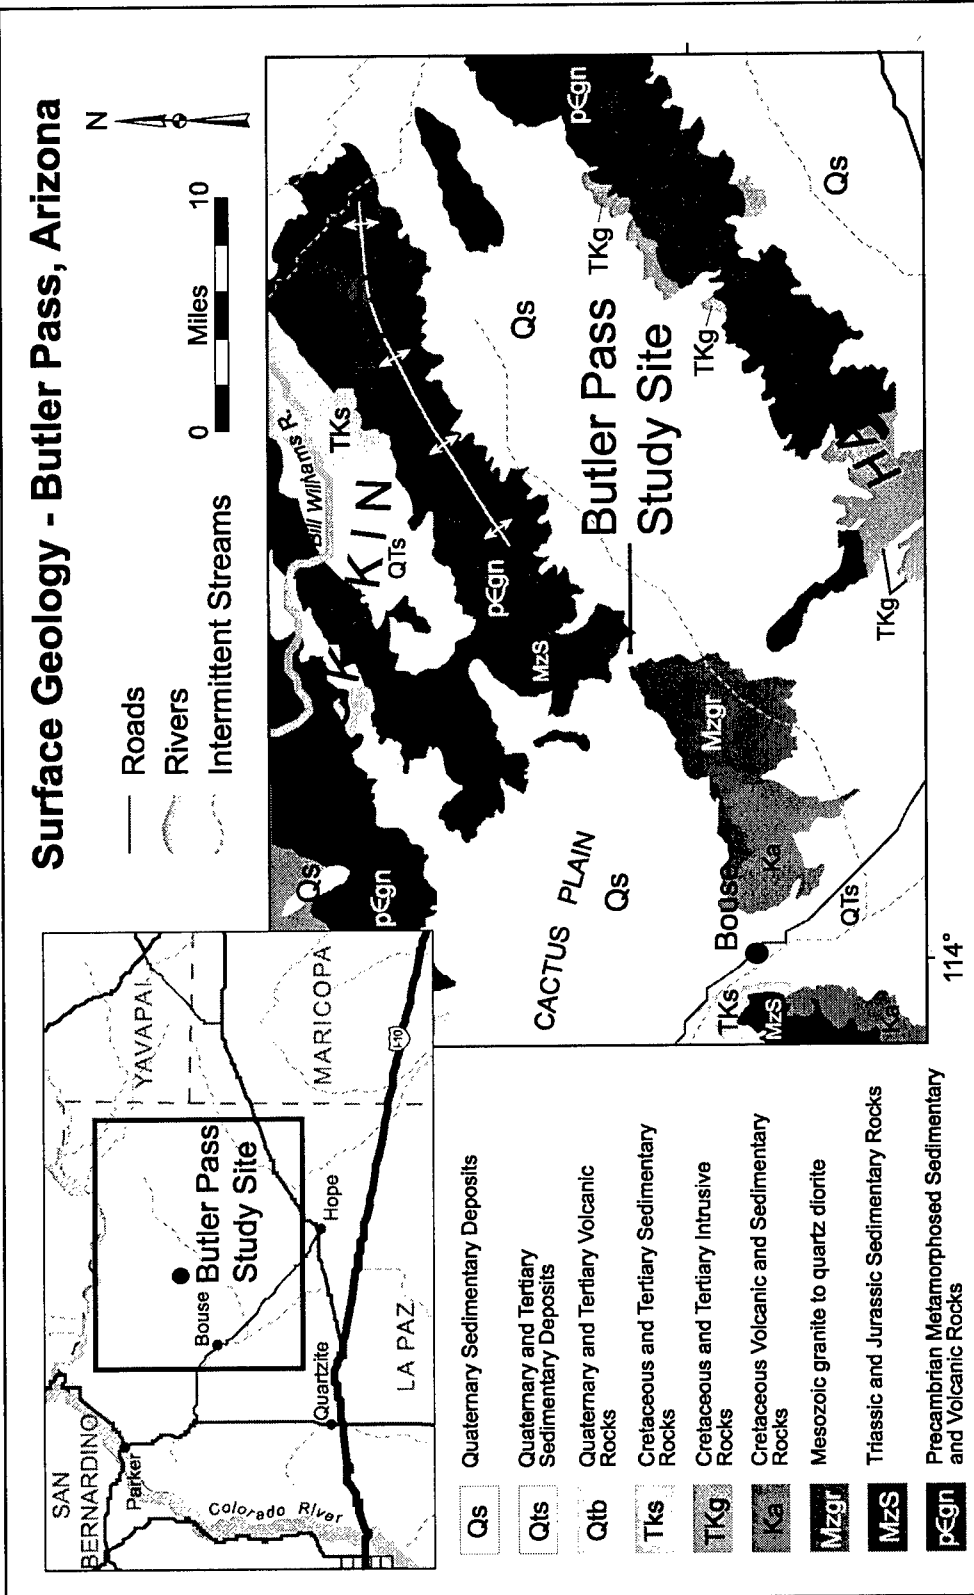 Surface Geology - Butler Pass, Arizona
N
0
Miles
10
Roads
Rivers
Intermittent Streams
SAN
BERNARDINO
Parker
Colorado River
Bouse
Quartzite
Hope
Butler Pass
Study Site
YAVAPAI
MARICOPA
LA PAZ
I-10
Qs
p∈gn
Bill Williams R.
TKs
QTs
K I N
p∈gn
MzS
Qs
p∈gn
TKg
TKg
Qs
Butler Pass
Study Site
HA
TKg
Mzgr
CACTUS PLAIN
Qs
Bouse
Ka
QTs
TKs
MzS
Ka
114°
Qs
Quaternary Sedimentary Deposits
Qts
Quaternary and Tertiary
Sedimentary Deposits
Qtb
Quaternary and Tertiary Volcanic
Rocks
Tks
Cretaceous and Tertiary Sedimentary
Rocks
TKg
Cretaceous and Tertiary Intrusive
Rocks
Ka
Cretaceous Volcanic and Sedimentary
Rocks
Mzgr
Mesozoic granite to quartz diorite
MzS
Triassic and Jurassic Sedimentary Rocks
p∈gn
Precambrian Metamorphosed Sedimentary
and Volcanic Rocks